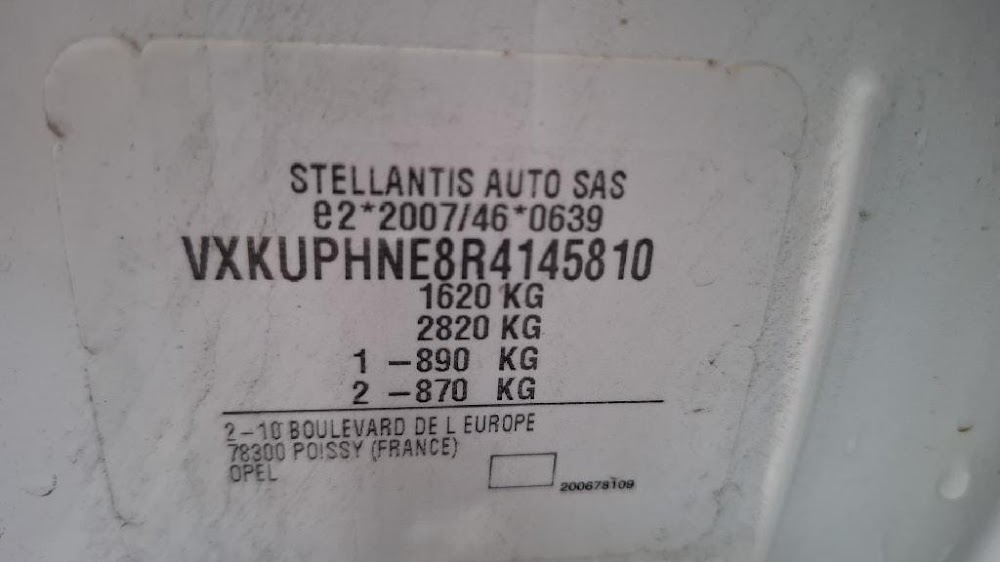 STELLANTIS AUTO SAS
e2*2007/46*0639
VXKUPHNE8R4145810
1620 KG
2820 KG
1 -890 KG
2 -870 KG
2-10 BOULEVARD DE L EUROPE
78300 POISSY (FRANCE)
OPEL
200678109